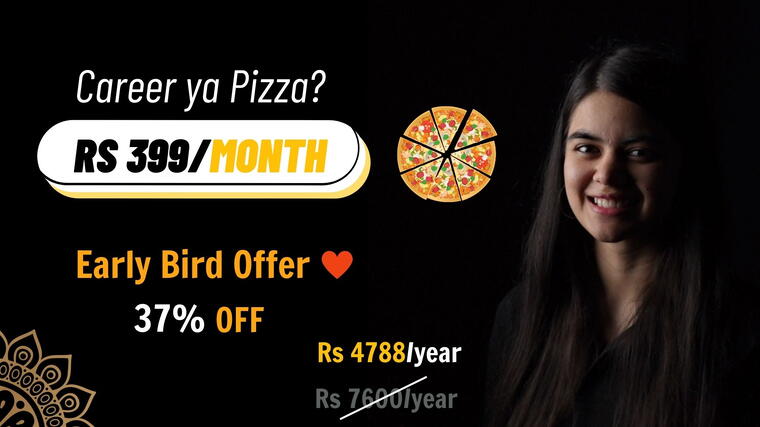 Career ya Pizza?
RS 399/MONTH
Early Bird Offer ❤️
37% OFF
Rs 4788/year
Rs 7600/year